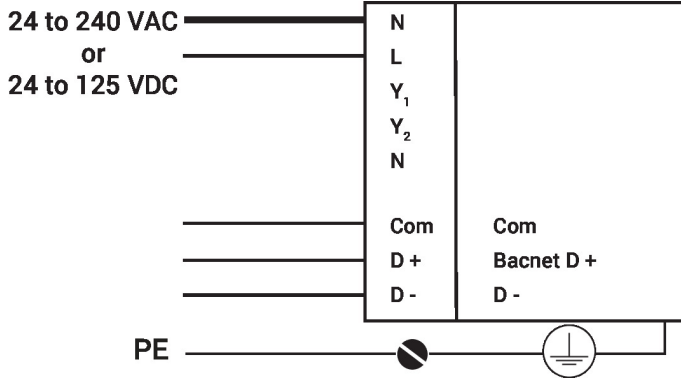 24 to 240 VAC
or
24 to 125 VDC
N
L
Y1
Y2
N
Com Com
D + Bacnet D +
D - D -
PE